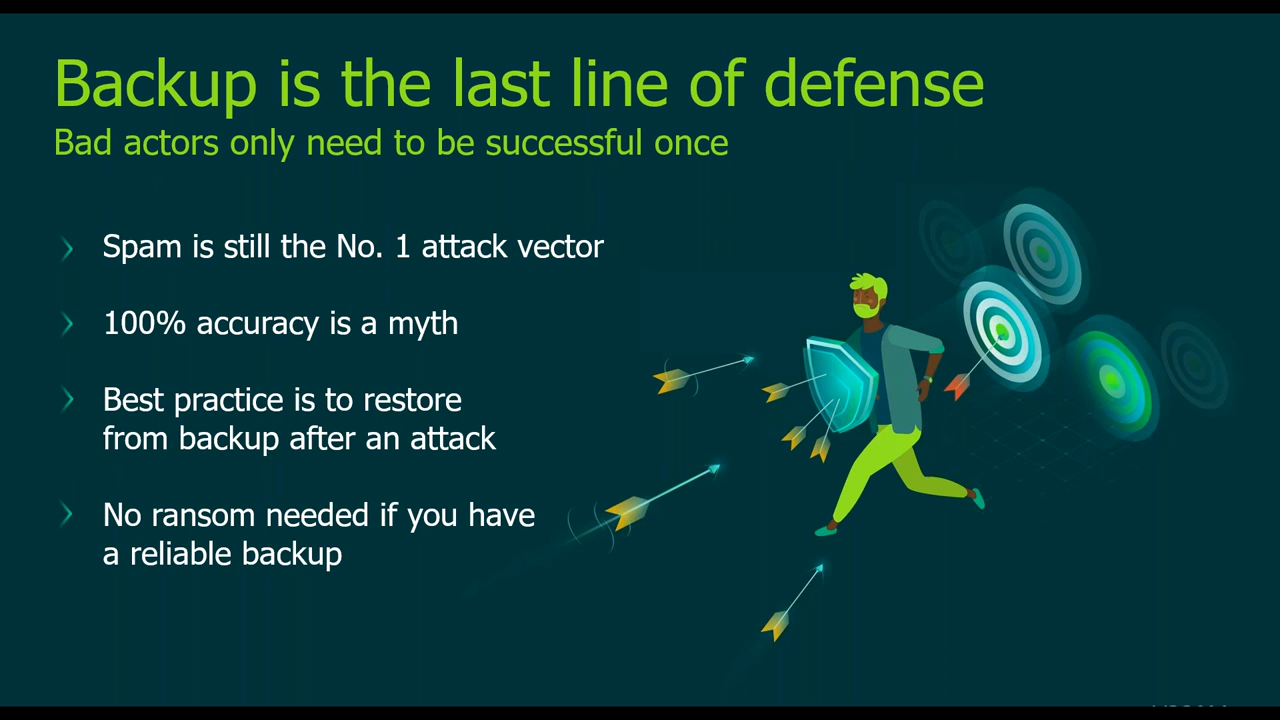 Backup is the last line of defense
Bad actors only need to be successful once
Spam is still the No. 1 attack vector
100% accuracy is a myth
Best practice is to restore
from backup after an attack
No ransom needed if you have
a reliable backup